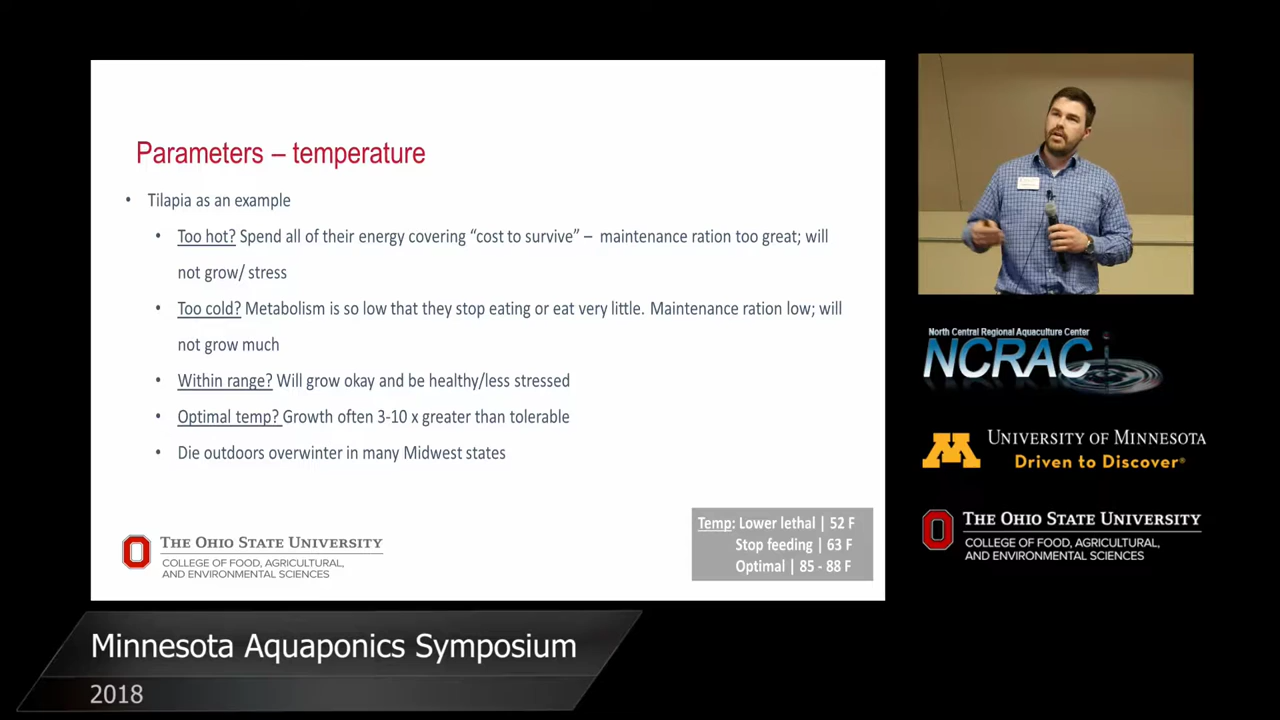 Parameters – temperature
• Tilapia as an example
• Too hot? Spend all of their energy covering “cost to survive” – maintenance ration too great; will
not grow/ stress
• Too cold? Metabolism is so low that they stop eating or eat very little. Maintenance ration low; will
not grow much
• Within range? Will grow okay and be healthy/less stressed
• Optimal temp? Growth often 3-10 x greater than tolerable
• Die outdoors overwinter in many Midwest states
Temp: Lower lethal | 52 F
Stop feeding | 63 F
Optimal | 85 - 88 F
THE OHIO STATE UNIVERSITY
COLLEGE OF FOOD, AGRICULTURAL,
AND ENVIRONMENTAL SCIENCES
North Central Regional Aquaculture Center
NCRAC
UNIVERSITY OF MINNESOTA
Driven to Discover®
THE OHIO STATE UNIVERSITY
COLLEGE OF FOOD, AGRICULTURAL,
AND ENVIRONMENTAL SCIENCES
Minnesota Aquaponics Symposium
2018